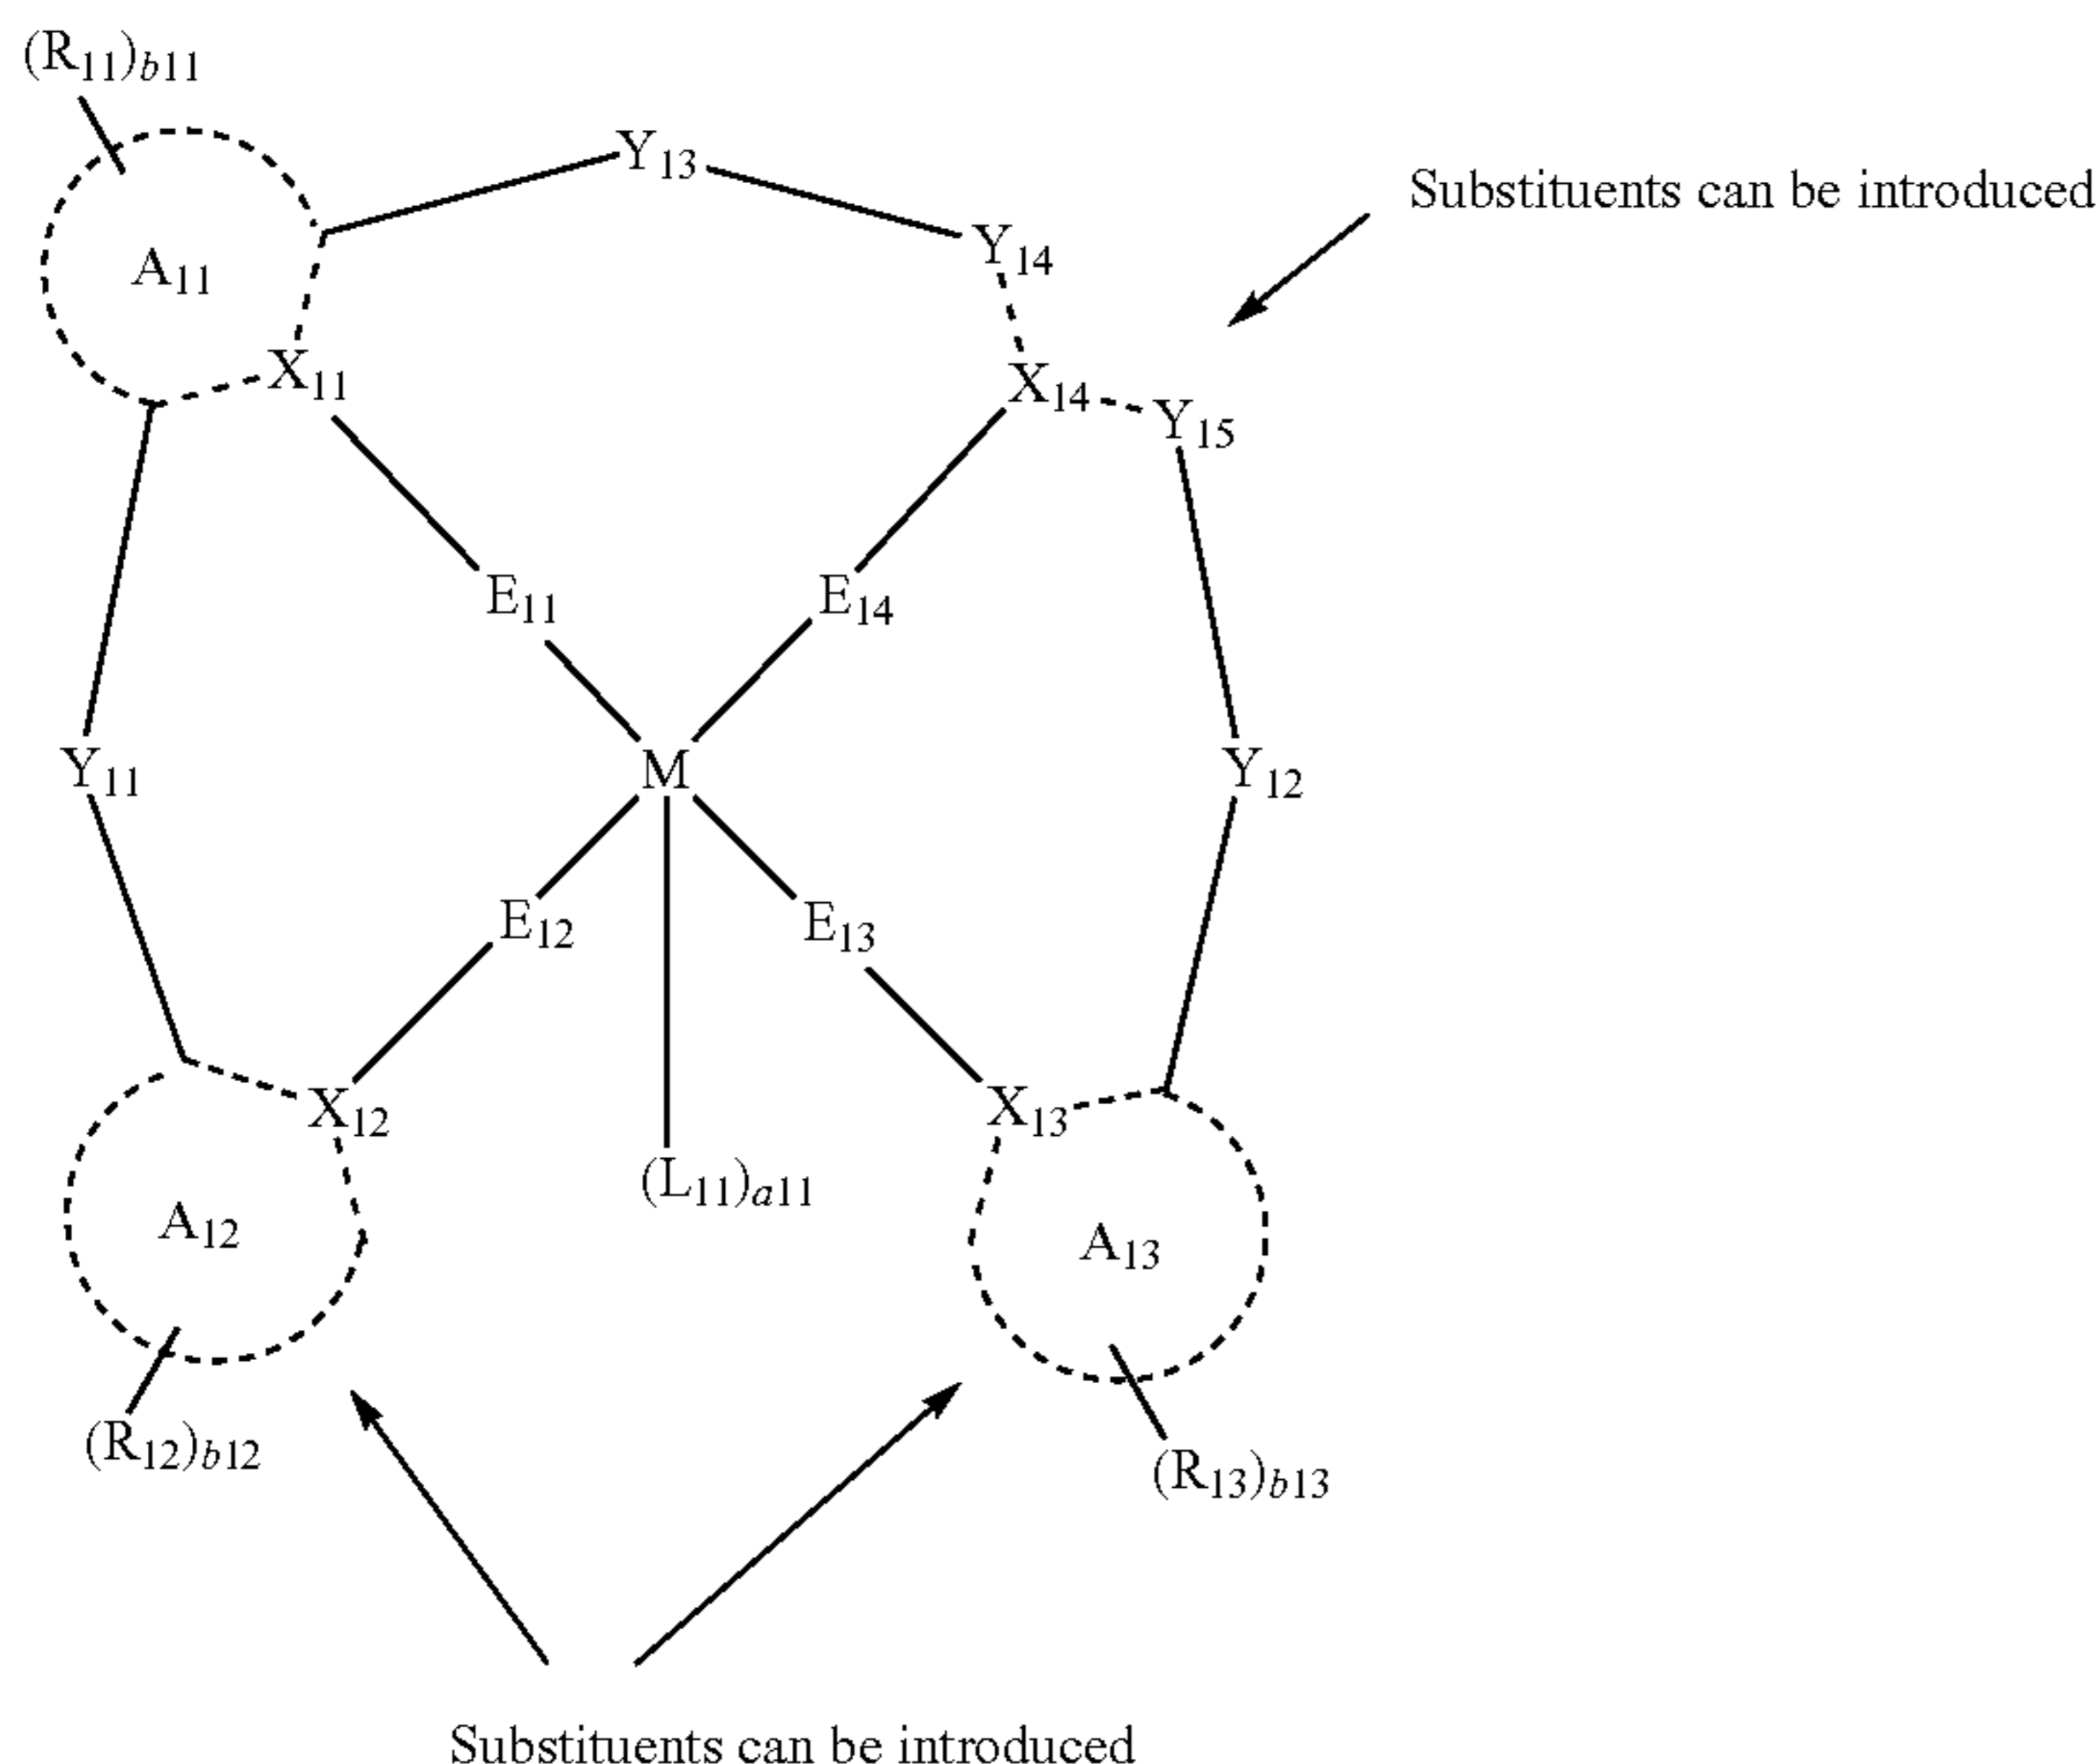 (R11)b11
Y13
Substituents can be introduced
Y14
A11
X11
X14
Y15
E11
E14
Y11
M
Y12
E12
E13
X12
X13
(L11)a11
A12
A13
(R12)b12
(R13)b13
Substituents can be introduced